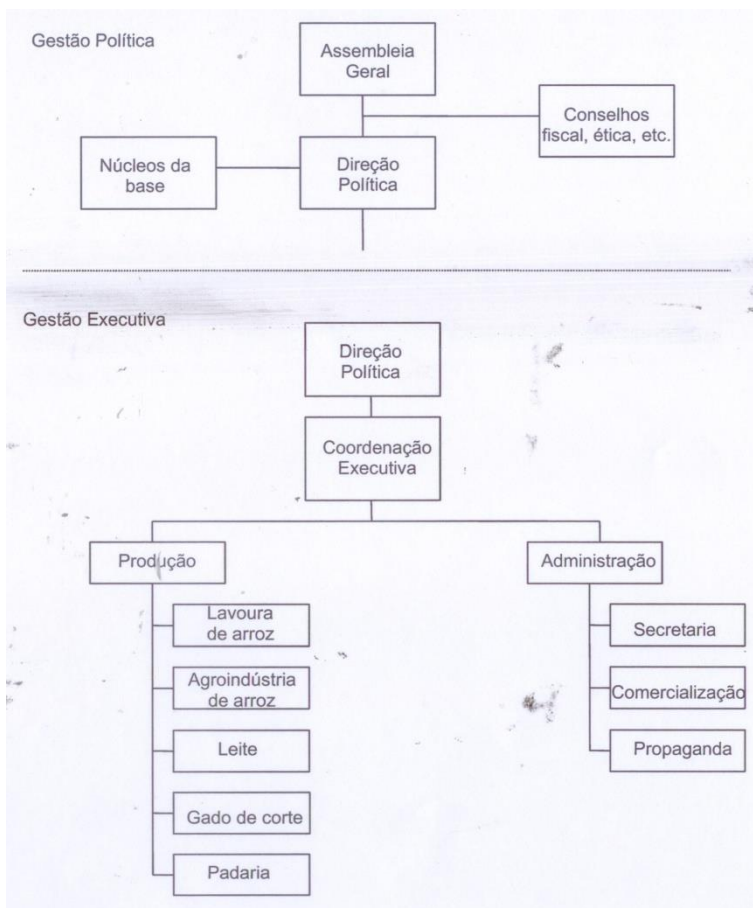 Gestão Política
Assembleia
Geral
Conselhos
fiscal, ética, etc.
Núcleos da
base
Direção
Política
Gestão Executiva
Direção
Política
Coordenação
Executiva
Produção
Administração
Lavoura
de arroz
Secretaria
Agroindústria
de arroz
Comercialização
Leite
Propaganda
Gado de corte
Padaria